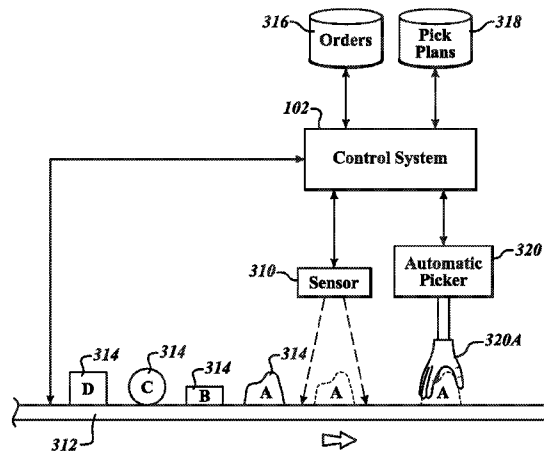 316
Orders
Pick
Plans
318
102
Control System
310
Sensor
Automatic
Picker
320
320A
314
D
314
C
314
B
314
A
A
A
312